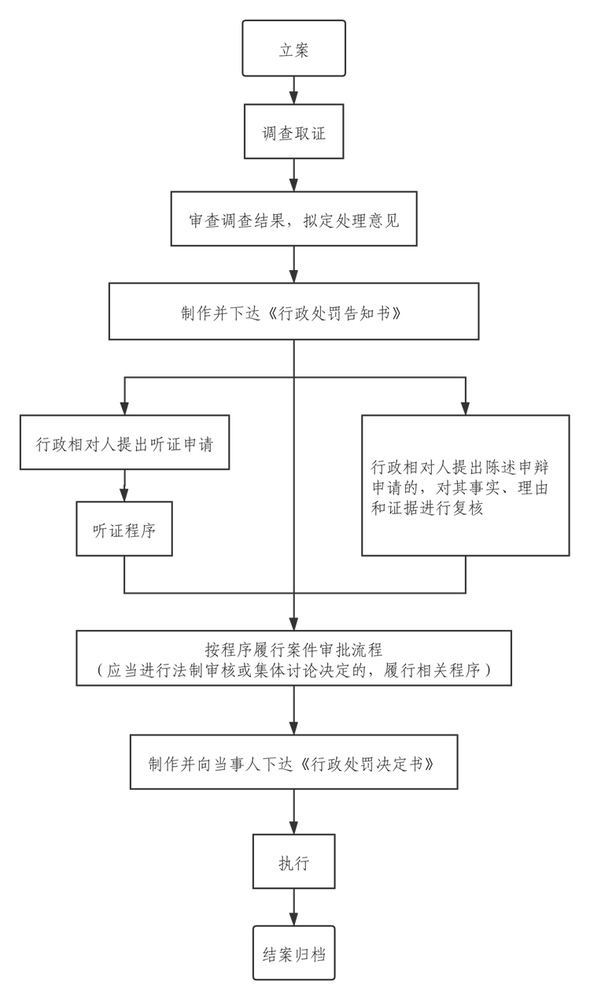 立案
调查取证
审查调查结果，拟定处理意见
制作并下达《行政处罚告知书》
行政相对人提出听证申请
听证程序
行政相对人提出陈述申辩
申请的，对其事实、理由
和证据进行复核
按程序履行案件审批流程
（应当进行法制审核或集体讨论决定的，履行相关程序）
制作并向当事人下达《行政处罚决定书》
执行
结案归档